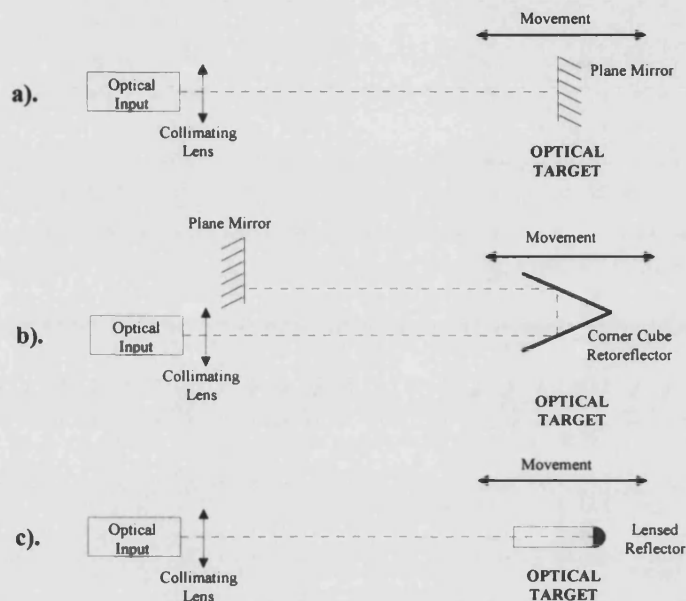 Movement
a).
Optical
Input
Plane Mirror
Collimating
Lens
OPTICAL
TARGET
Plane Mirror
Movement
b).
Optical
Input
Corner Cube
Retoreflector
Collimating
Lens
OPTICAL
TARGET
Movement
c).
Optical
Input
Lensed
Reflector
Collimating
Lens
OPTICAL
TARGET